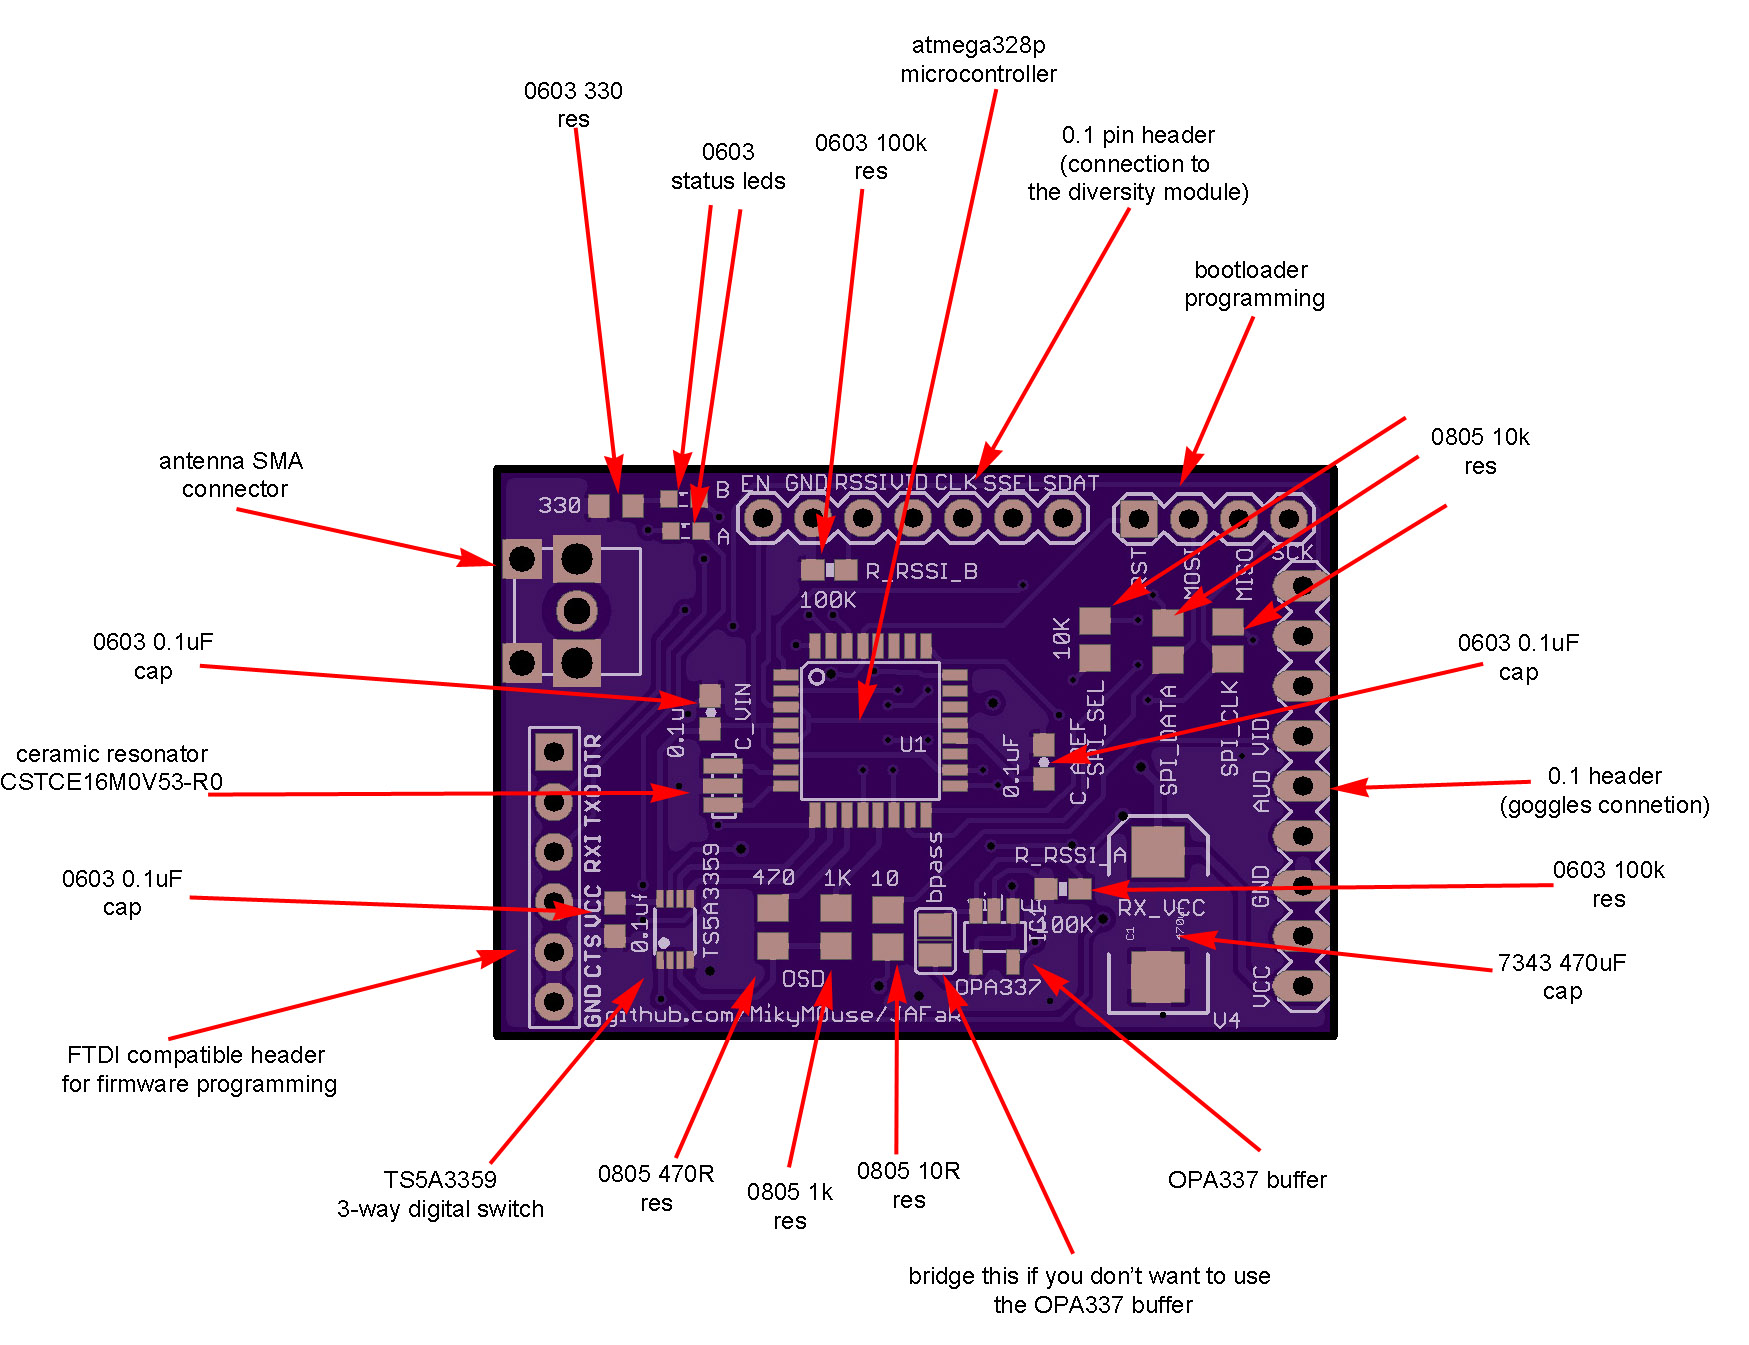 atmega328p
microcontroller
0603 330
res
0603
status leds
0603 100k
res
0.1 pin header
(connection to
the diversity module)
bootloader
programming
0805 10k
res
antenna SMA
connector
0603 0.1uF
cap
ceramic resonator
CSTCE16M0V53-R0
0603 0.1uF
cap
FTDI compatible header
for firmware programming
TS5A3359
3-way digital switch
0805 470R
res
0805 1k
res
0805 10R
res
bridge this if you don't want to use
the OPA337 buffer
OPA337 buffer
7343 470uF
cap
0603 100k
res
0.1 header
(goggles connetion)
0603 0.1uF
cap
330
B
A
EN GND RSSI VID CLK SSEL SDAT
RST
MOSI
MISO
SCK
R_RSSI_B
100K
10K
SPI_SEL
SPI_DATA
SPI_CLK
0.1u
C_VIN
U1
0.1uF
C_AREF
AUD VID
GND
VCC
DTR
TXO
RXI
VCC
CTS
GND
0.1uf
TS5A3359
470
1K
10
OSD
bpass
R_RSSI_A
100K
IC1
OPA337
RX_VCC
C1
V4
github.com/MikyM0use/JAFaR